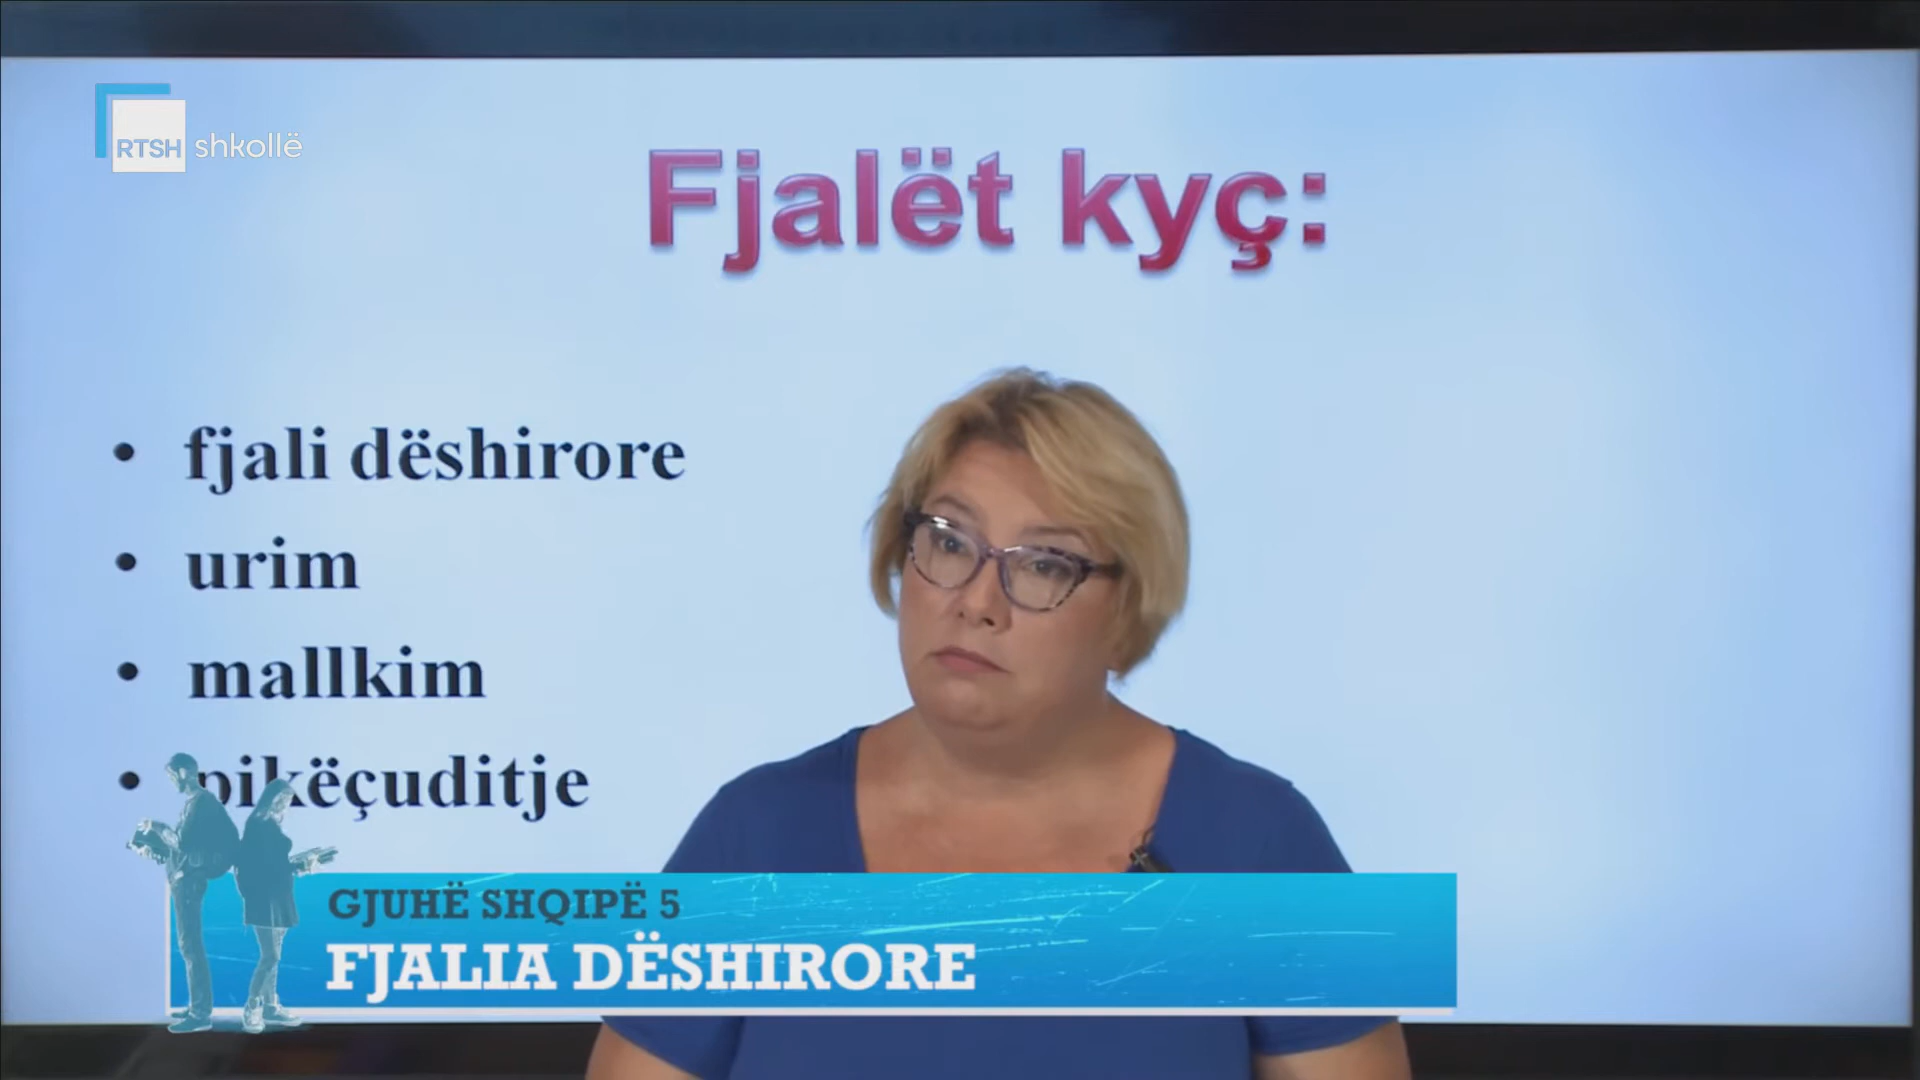 RTSH shkollë
Fjalët kyç:
• fjali dëshirore
• urim
• mallkim
• pikëçuditje
GJUHË SHQIPË 5
FJALIA DËSHIRORE